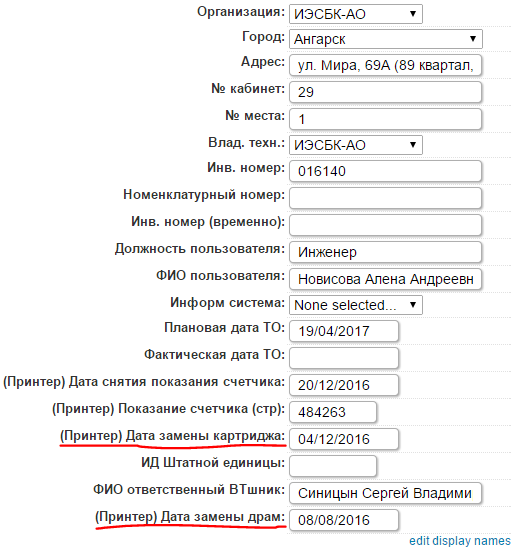 Организация: ИЭСБК-АО
Город: Ангарск
Адрес: ул. Мира, 69А (89 квартал,
№ кабинет: 29
№ места: 1
Влад. техн.: ИЭСБК-АО
Инв. номер: 016140
Номенклатурный номер:
Инв. номер (временно):
Должность пользователя: Инженер
ФИО пользователя: Новисова Алена Андреевн
Информ система: None selected...
Плановая дата ТО: 19/04/2017
Фактическая дата ТО:
(Принтер) Дата снятия показания счетчика: 20/12/2016
(Принтер) Показание счетчика (стр): 484263
(Принтер) Дата замены картриджа: 04/12/2016
ИД Штатной единицы:
ФИО ответственный ВТшник: Синицын Сергей Владими
(Принтер) Дата замены драм: 08/08/2016
edit display names